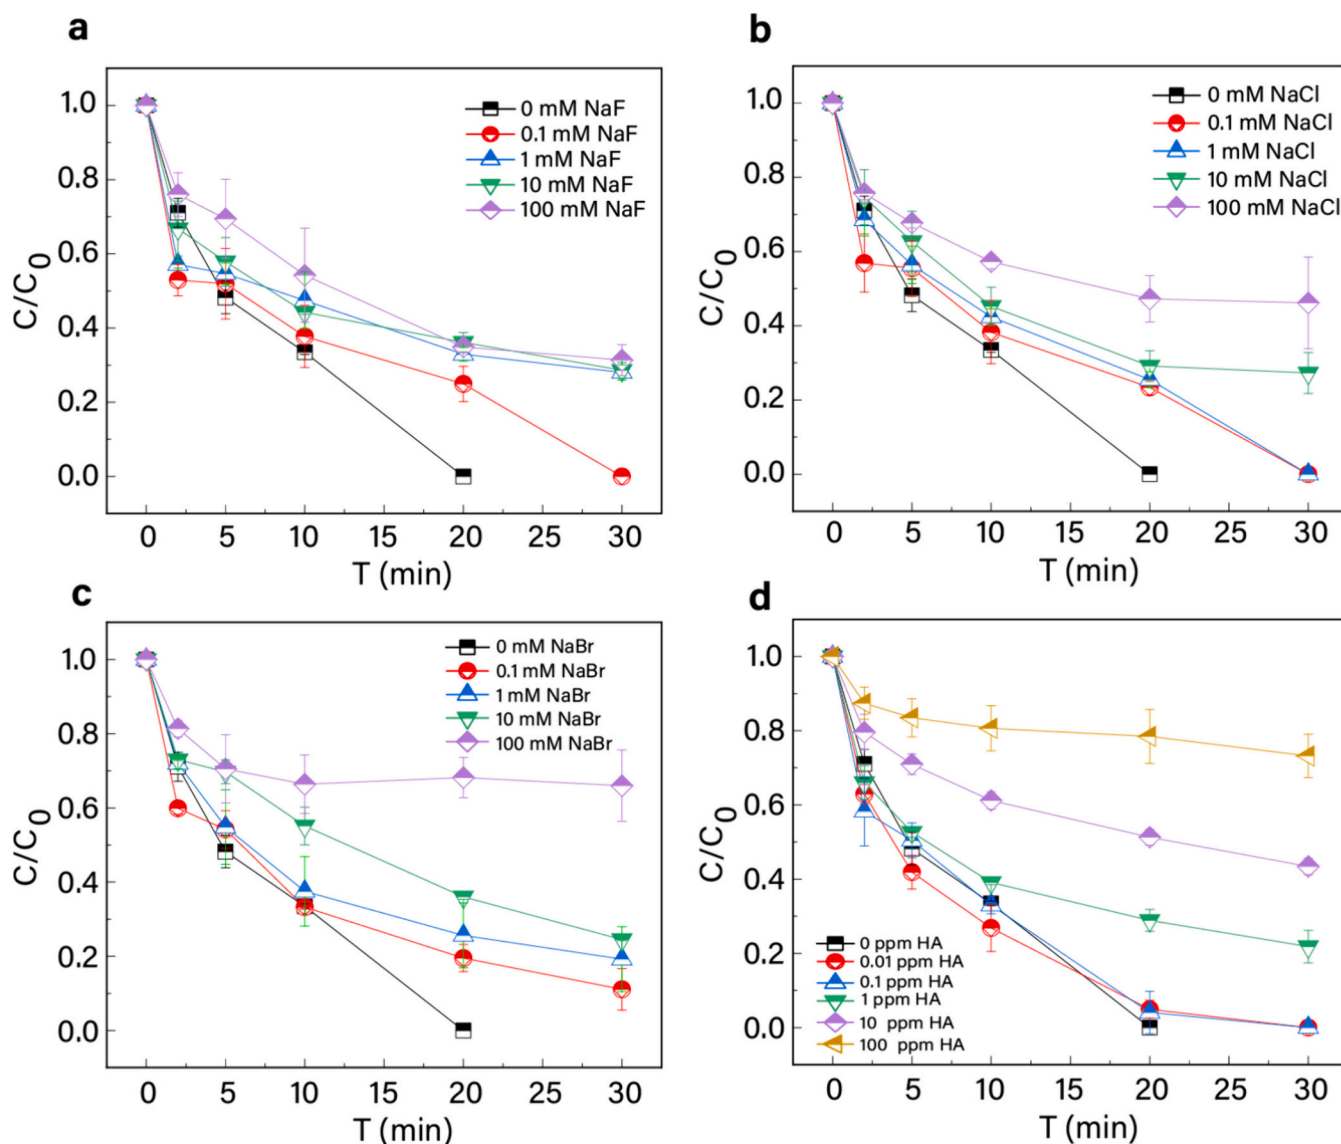 a
1.0
0.8
0.6
0.4
0.2
0.0
C/C0
0 mM NaF
0.1 mM NaF
1 mM NaF
10 mM NaF
100 mM NaF
0 5 10 15 20 25 30
T (min)
b
1.0
0.8
0.6
0.4
0.2
0.0
C/C0
0 mM NaCl
0.1 mM NaCl
1 mM NaCl
10 mM NaCl
100 mM NaCl
0 5 10 15 20 25 30
T (min)
c
1.0
0.8
0.6
0.4
0.2
0.0
C/C0
0 mM NaBr
0.1 mM NaBr
1 mM NaBr
10 mM NaBr
100 mM NaBr
0 5 10 15 20 25 30
T (min)
d
1.0
0.8
0.6
0.4
0.2
0.0
C/C0
0 ppm HA
0.01 ppm HA
0.1 ppm HA
1 ppm HA
10 ppm HA
100 ppm HA
0 5 10 15 20 25 30
T (min)